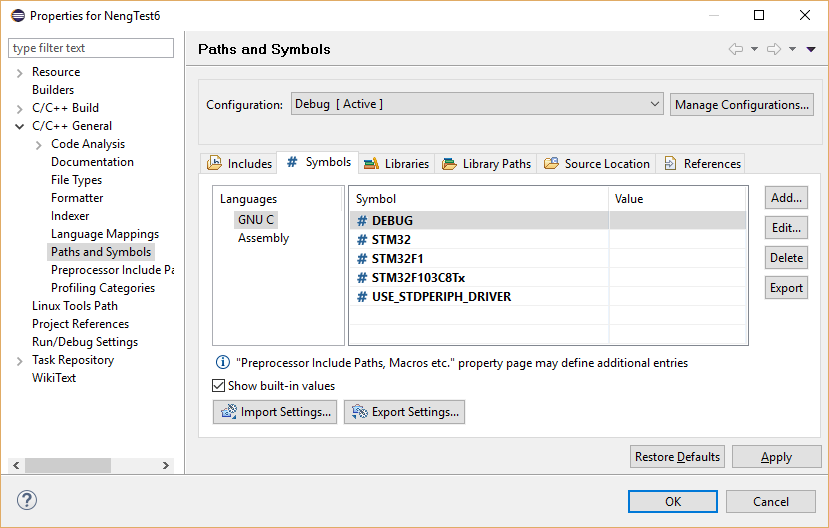 Properties for NengTest6
type filter text
Resource
Builders
C/C++ Build
C/C++ General
Code Analysis
Documentation
File Types
Formatter
Indexer
Language Mappings
Paths and Symbols
Preprocessor Include Pa
Profiling Categories
Linux Tools Path
Project References
Run/Debug Settings
Task Repository
WikiText
Paths and Symbols
Configuration: Debug [ Active ] Manage Configurations...
Includes # Symbols Libraries Library Paths Source Location References
Languages
GNU C
Assembly
Symbol Value
# DEBUG
# STM32
# STM32F1
# STM32F103C8Tx
# USE_STDPERIPH_DRIVER
Add...
Edit...
Delete
Export
"Preprocessor Include Paths, Macros etc." property page may define additional entries
Show built-in values
Import Settings... Export Settings...
Restore Defaults Apply
OK Cancel